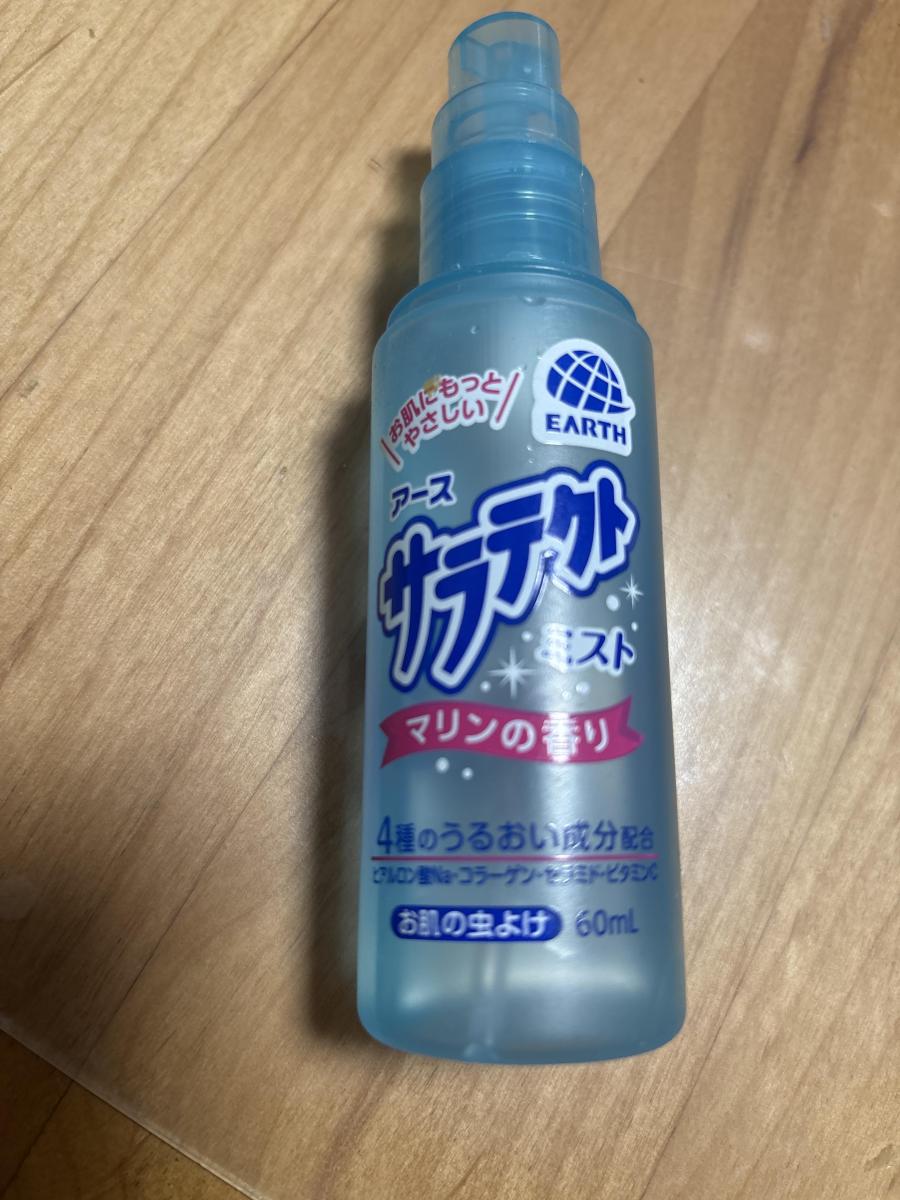 お肌にもっと
やさしい
EARTH
アース
サラテクト
ミスト
マリンの香り
4種のうるおい成分配合
ヒアルロン酸Na・コラーゲン・セラミド・ビタミンC
お肌の虫よけ 60mL